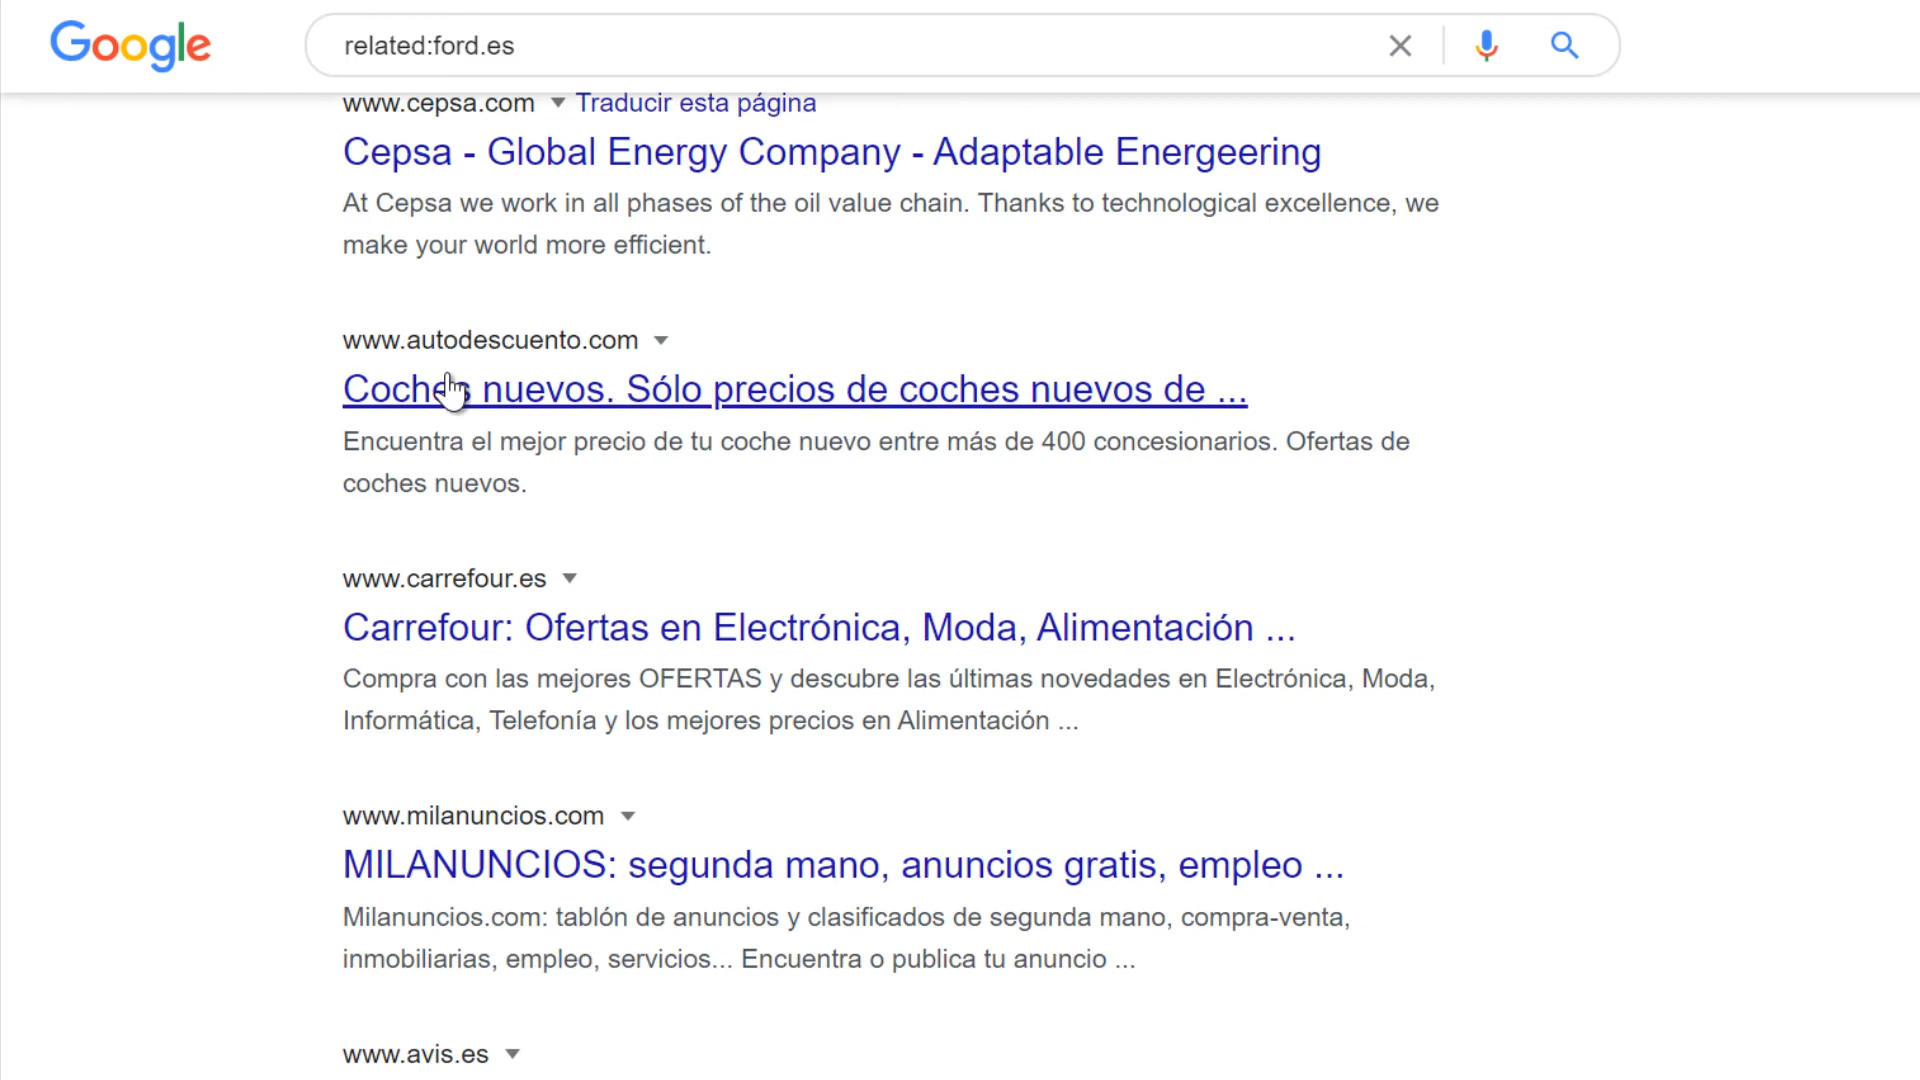 Google
related:ford.es
www.cepsa.com Traducir esta página
Cepsa - Global Energy Company - Adaptable Energeering
At Cepsa we work in all phases of the oil value chain. Thanks to technological excellence, we
make your world more efficient.
www.autodescuento.com
Coches nuevos. Sólo precios de coches nuevos de ...
Encuentra el mejor precio de tu coche nuevo entre más de 400 concesionarios. Ofertas de
coches nuevos.
www.carrefour.es
Carrefour: Ofertas en Electrónica, Moda, Alimentación ...
Compra con las mejores OFERTAS y descubre las últimas novedades en Electrónica, Moda,
Informática, Telefonía y los mejores precios en Alimentación ...
www.milanuncios.com
MILANUNCIOS: segunda mano, anuncios gratis, empleo ...
Milanuncios.com: tablón de anuncios y clasificados de segunda mano, compra-venta,
inmobiliarias, empleo, servicios... Encuentra o publica tu anuncio ...
www.avis.es